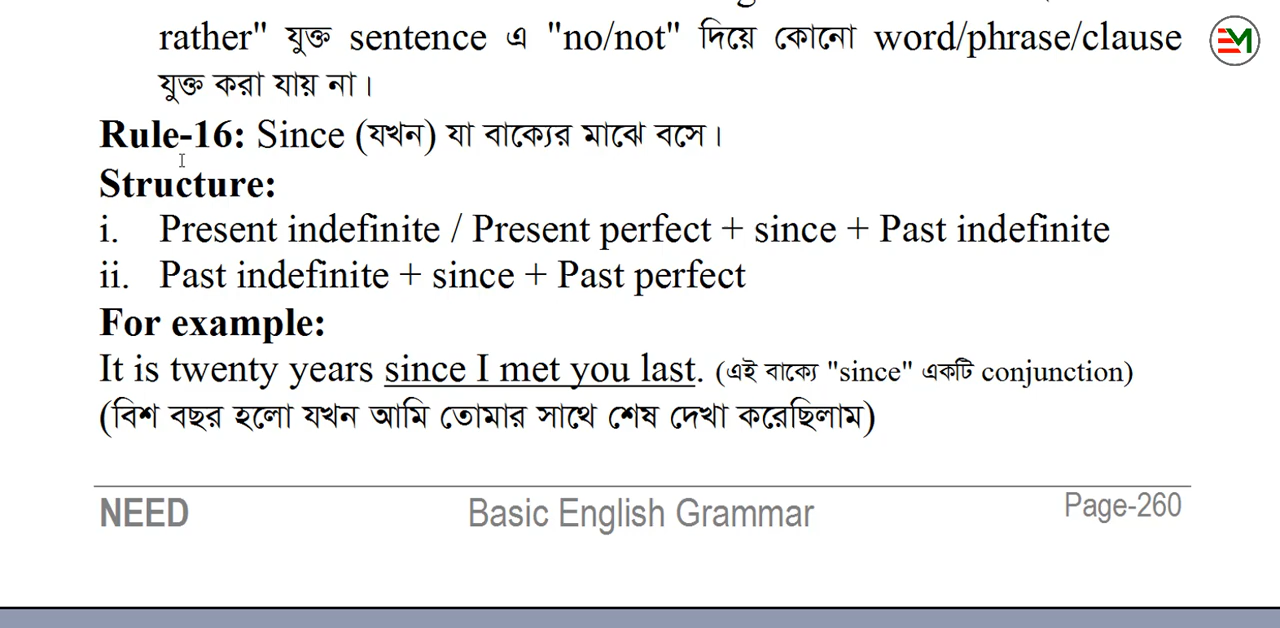 rather" যুক্ত sentence এ "no/not" দিয়ে কোনো word/phrase/clause
যুক্ত করা যায় না।
Rule-16: Since (যখন) যা বাক্যের মাঝে বসে।
Structure:
i. Present indefinite / Present perfect + since + Past indefinite
ii. Past indefinite + since + Past perfect
For example:
It is twenty years since I met you last. (এই বাক্যে "since" একটি conjunction)
(বিশ বছর হলো যখন আমি তোমার সাথে শেষ দেখা করেছিলাম)
NEED Basic English Grammar Page-260
EM